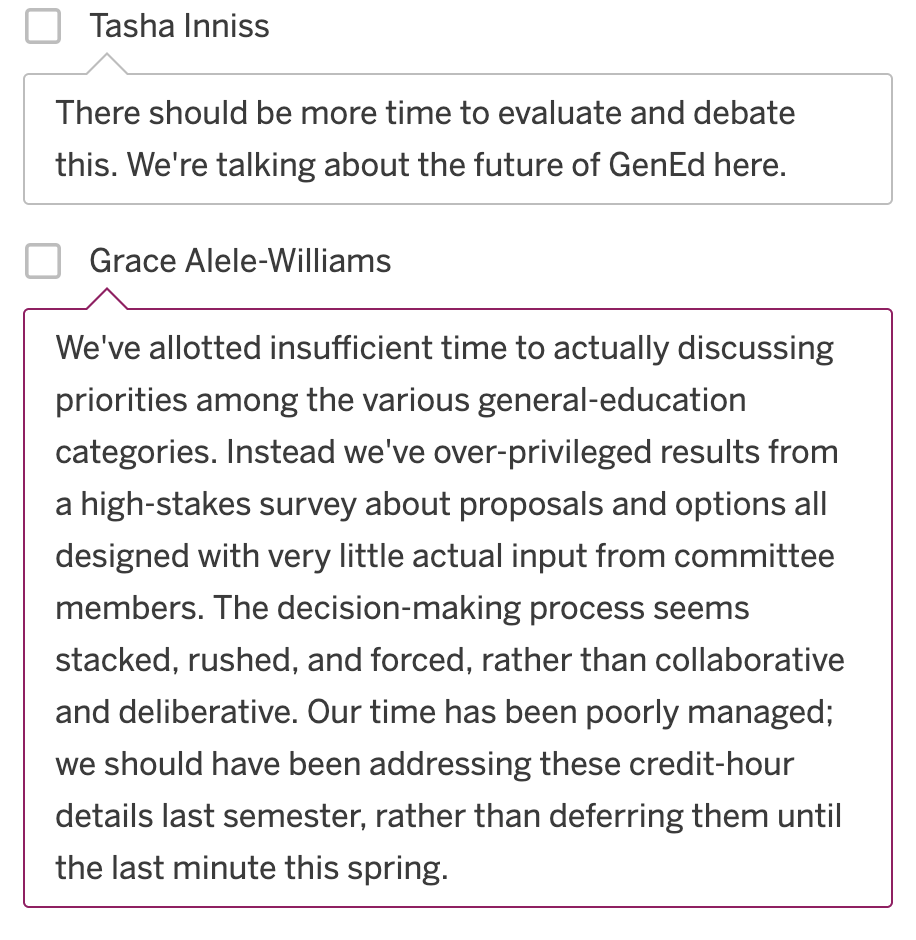 Tasha Inniss
There should be more time to evaluate and debate
this. We're talking about the future of GenEd here.
Grace Alele-Williams
We've allotted insufficient time to actually discussing
priorities among the various general-education
categories. Instead we've over-privileged results from
a high-stakes survey about proposals and options all
designed with very little actual input from committee
members. The decision-making process seems
stacked, rushed, and forced, rather than collaborative
and deliberative. Our time has been poorly managed;
we should have been addressing these credit-hour
details last semester, rather than deferring them until
the last minute this spring.